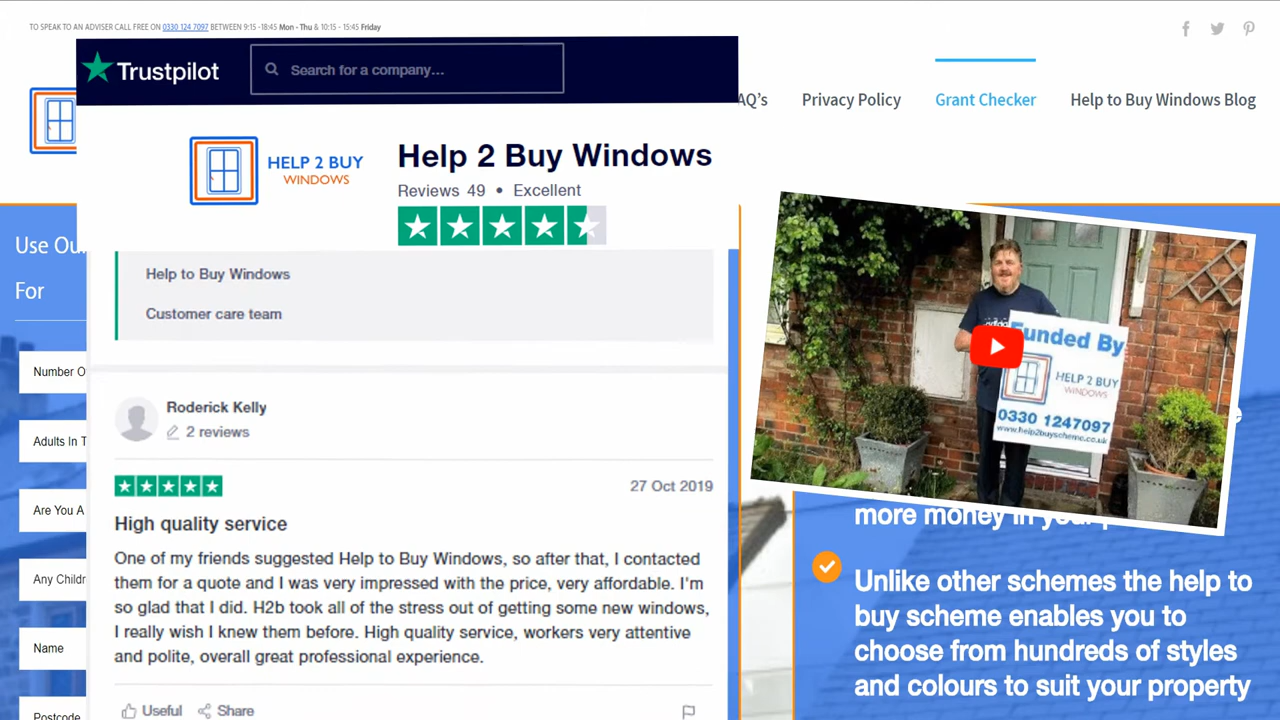 TO SPEAK TO AN ADVISER CALL FREE ON 0330 124 7097 BETWEEN 9:15 -18:45 Mon - Thu & 10:15 - 15:45 Friday
Trustpilot
Search for a company...
AQ's Privacy Policy Grant Checker Help to Buy Windows Blog
HELP 2 BUY
WINDOWS
Help 2 Buy Windows
Reviews 49 • Excellent
Use Ou
For
Help to Buy Windows
Customer care team
Number O
Adults In T
Are You A
Any Childr
Name
Postcode
Roderick Kelly
2 reviews
27 Oct 2019
High quality service
One of my friends suggested Help to Buy Windows, so after that, I contacted
them for a quote and I was very impressed with the price, very affordable. I'm
so glad that I did. H2b took all of the stress out of getting some new windows,
I really wish I knew them before. High quality service, workers very attentive
and polite, overall great professional experience.
Useful Share
Funded By
HELP 2 BUY
WINDOWS
0330 1247097
www.help2buyscheme.co.uk
more money in your p
Unlike other schemes the help to
buy scheme enables you to
choose from hundreds of styles
and colours to suit your property